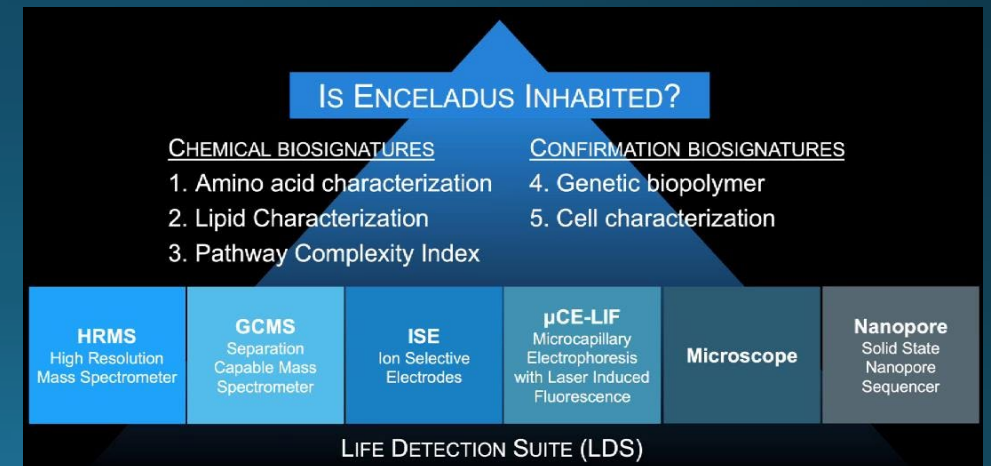 IS ENCELADUS INHABITED?
CHEMICAL BIOSIGNATURES
1. Amino acid characterization
2. Lipid Characterization
3. Pathway Complexity Index
CONFIRMATION BIOSIGNATURES
4. Genetic biopolymer
5. Cell characterization
HRMS
High Resolution
Mass Spectrometer
GCMS
Separation
Capable Mass
Spectrometer
ISE
Ion Selective
Electrodes
µCE-LIF
Microcapillary
Electrophoresis
with Laser Induced
Fluorescence
Microscope
Nanopore
Solid State
Nanopore
Sequencer
LIFE DETECTION SUITE (LDS)